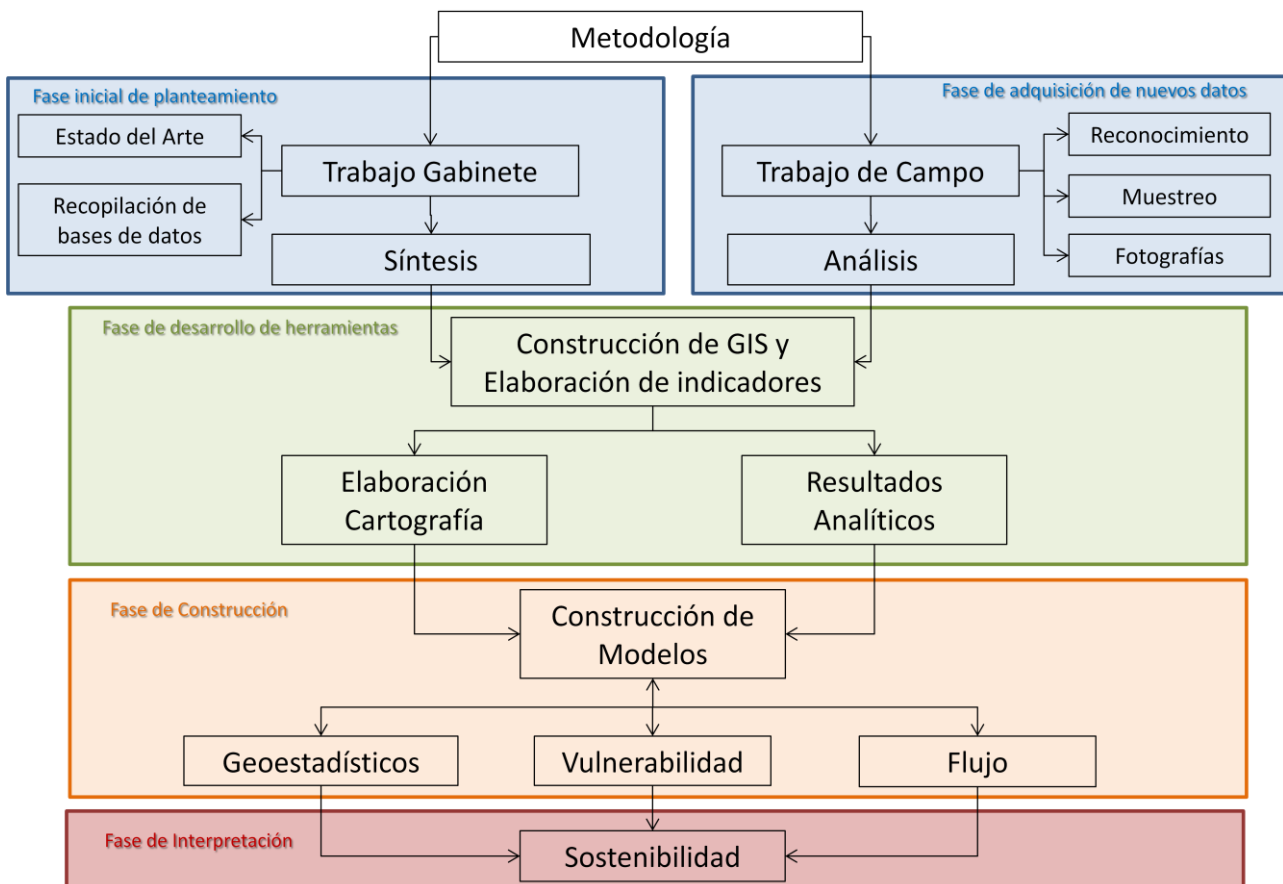 Metodología
Fase inicial de planteamiento
Estado del Arte
Recopilación de
bases de datos
Trabajo Gabinete
Síntesis
Fase de adquisición de nuevos datos
Trabajo de Campo
Análisis
Reconocimiento
Muestreo
Fotografías
Fase de desarrollo de herramientas
Construcción de GIS y
Elaboración de indicadores
Elaboración
Cartografía
Resultados
Analíticos
Fase de Construcción
Construcción de
Modelos
Geoestadísticos
Vulnerabilidad
Flujo
Fase de Interpretación
Sostenibilidad